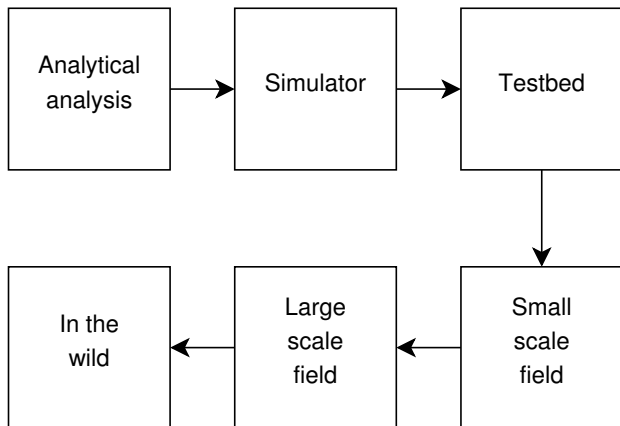 Analytical
analysis
Simulator
Testbed
In the
wild
Large
scale
field
Small
scale
field